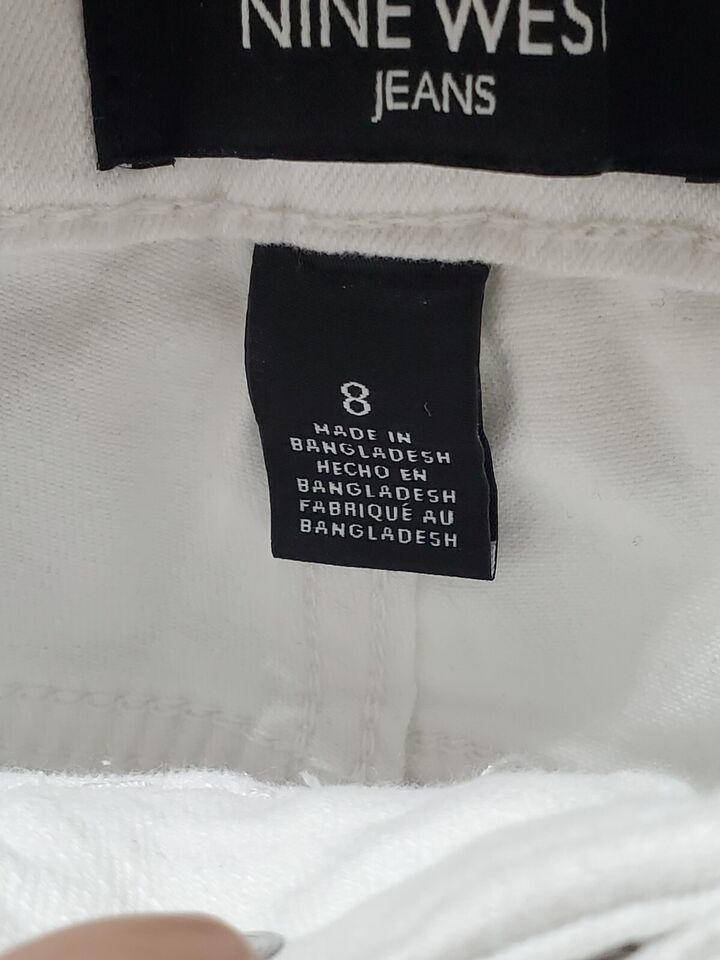 NINE WEST
JEANS
8
MADE IN
BANGLADESH
HECHO EN
BANGLADESH
FABRIQUÉ AU
BANGLADESH